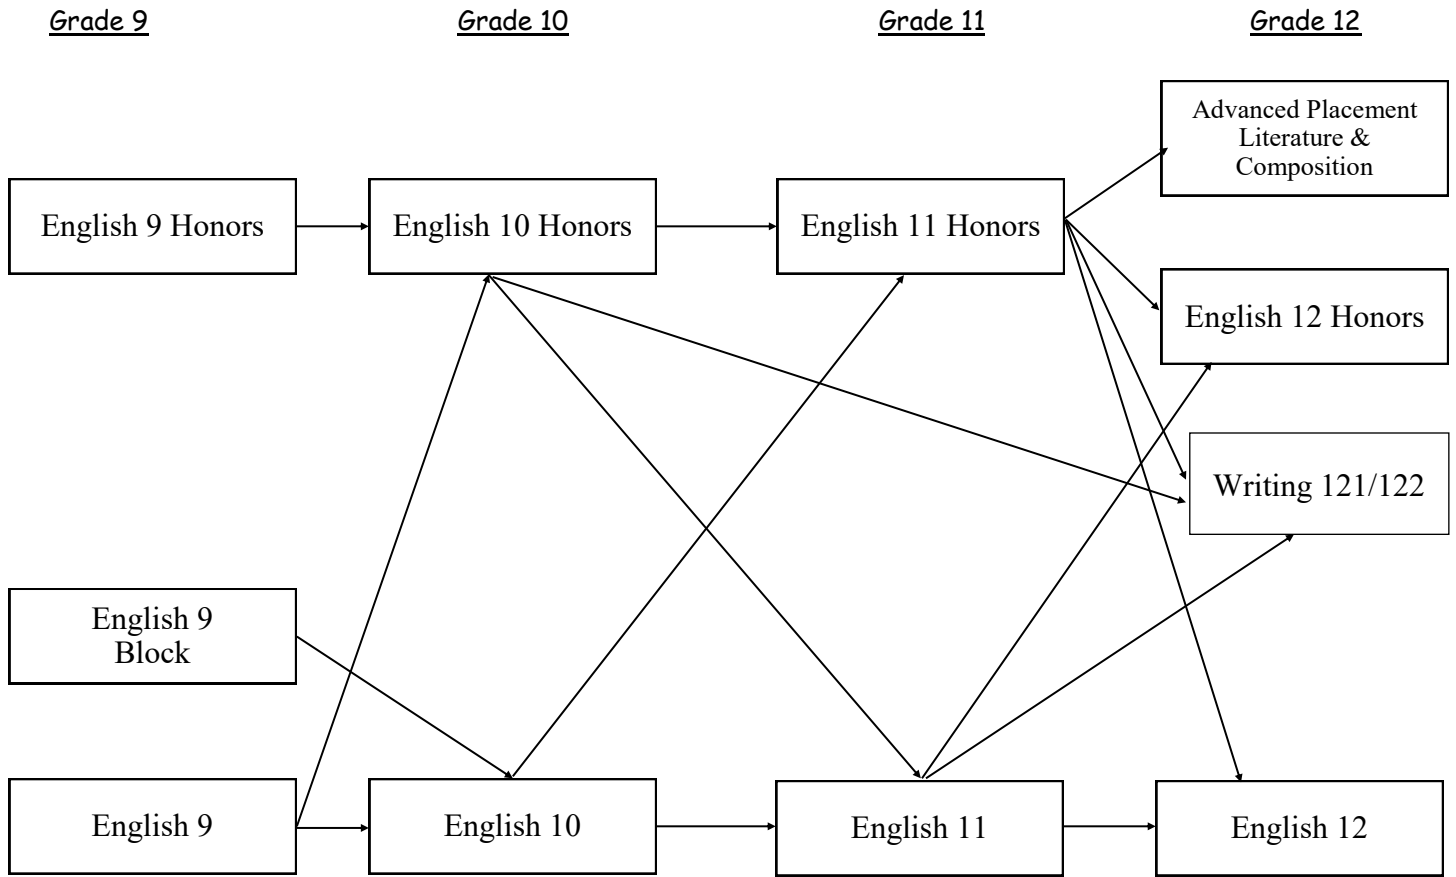 Grade 9
Grade 10
Grade 11
Grade 12
Advanced Placement
Literature &
Composition
English 9 Honors
English 10 Honors
English 11 Honors
English 12 Honors
Writing 121/122
English 9
Block
English 9
English 10
English 11
English 12